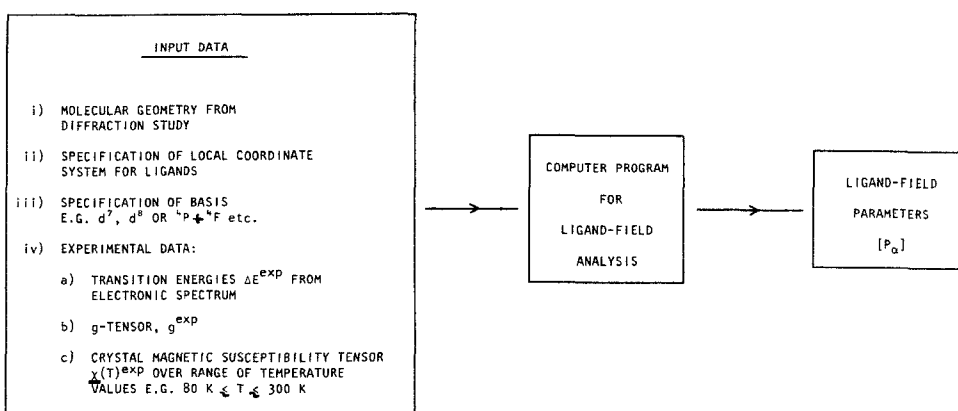 INPUT DATA
i) MOLECULAR GEOMETRY FROM
DIFFRACTION STUDY
ii) SPECIFICATION OF LOCAL COORDINATE
SYSTEM FOR LIGANDS
iii) SPECIFICATION OF BASIS
E.G. d⁷, d⁸ OR ⁴P + ⁴F etc.
iv) EXPERIMENTAL DATA:
a) TRANSITION ENERGIES ΔE^exp FROM
ELECTRONIC SPECTRUM
b) g-TENSOR, g^exp
c) CRYSTAL MAGNETIC SUSCEPTIBILITY TENSOR
χ(T)^exp OVER RANGE OF TEMPERATURE
VALUES E.G. 80 K ≤ T ≤ 300 K
COMPUTER PROGRAM
FOR
LIGAND-FIELD
ANALYSIS
LIGAND-FIELD
PARAMETERS
[P_α]